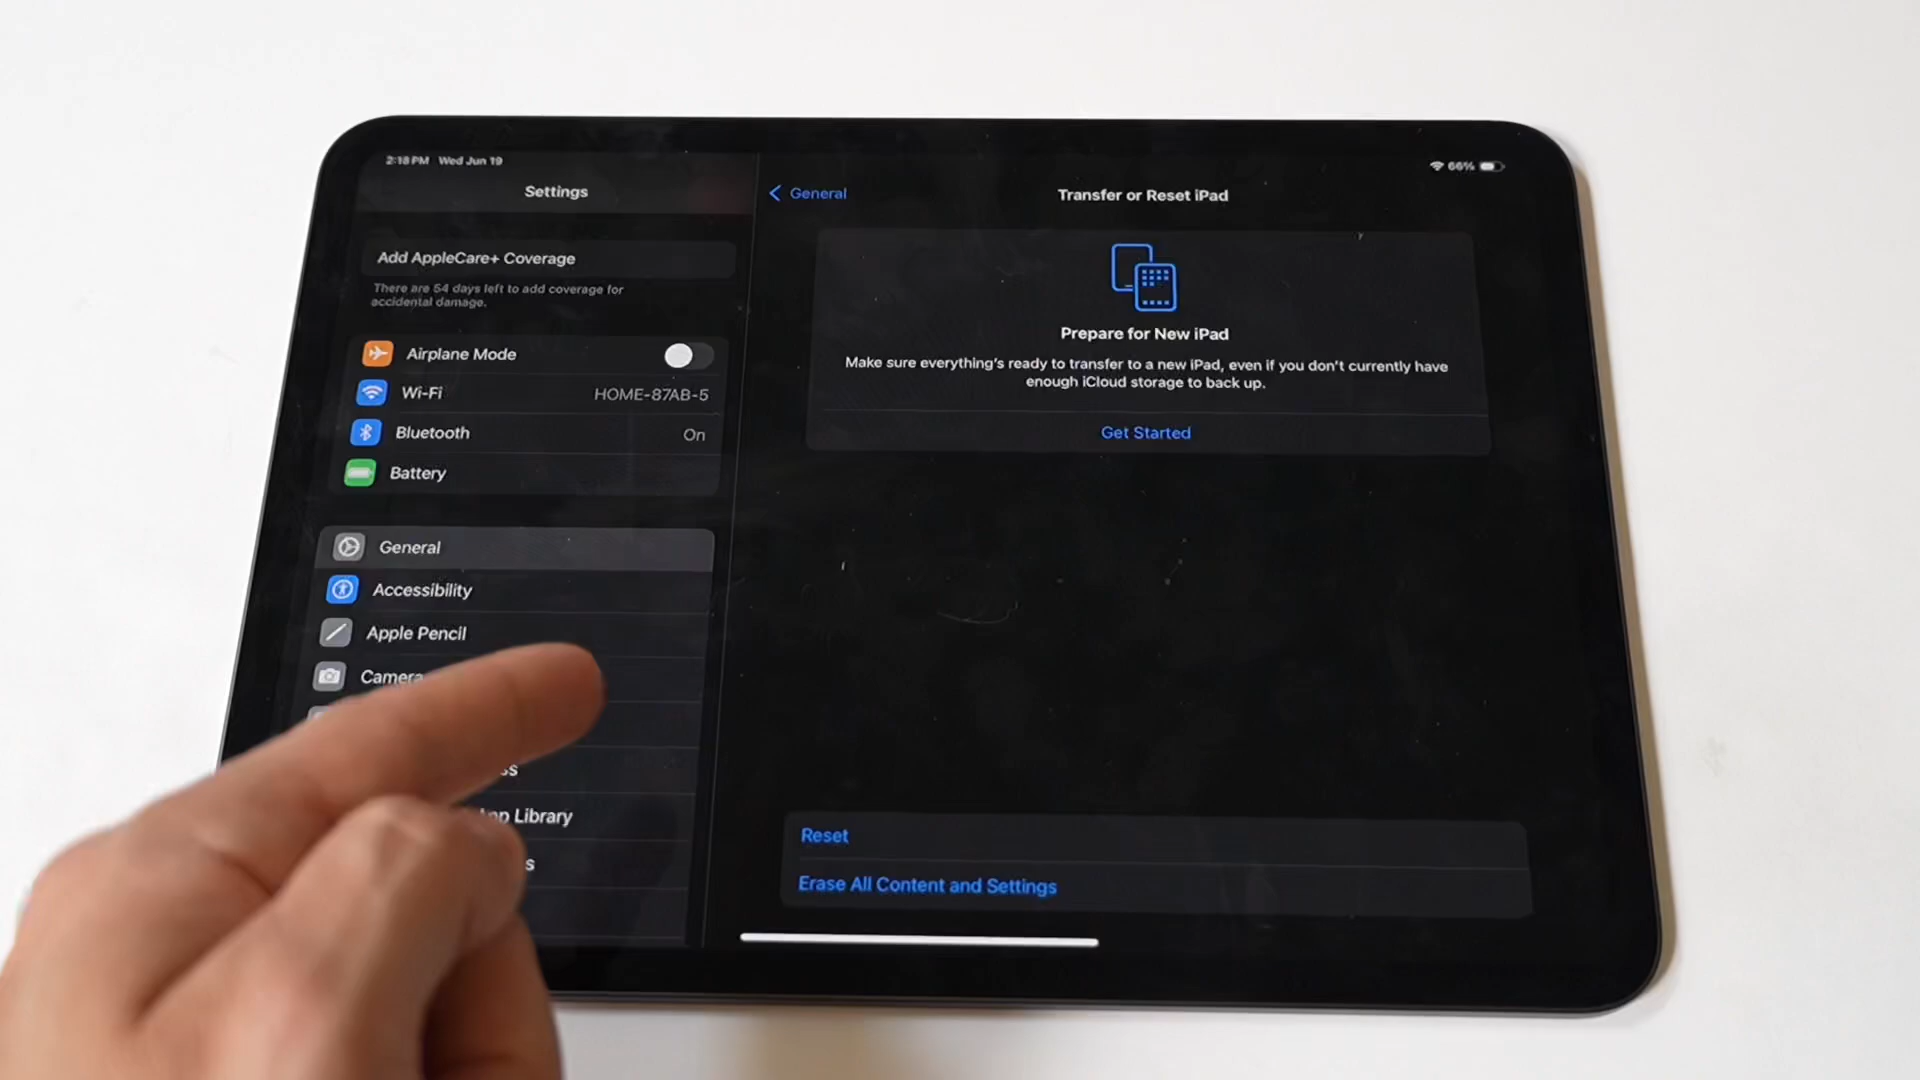 2:18 PM Wed Jun 19
66%
Settings
Add AppleCare+ Coverage
There are 54 days left to add coverage for
accidental damage.
Airplane Mode
Wi-Fi HOME-87AB-5
Bluetooth On
Battery
General
Accessibility
Apple Pencil
Camera
App Library
General
Transfer or Reset iPad
Prepare for New iPad
Make sure everything's ready to transfer to a new iPad, even if you don't currently have
enough iCloud storage to back up.
Get Started
Reset
Erase All Content and Settings